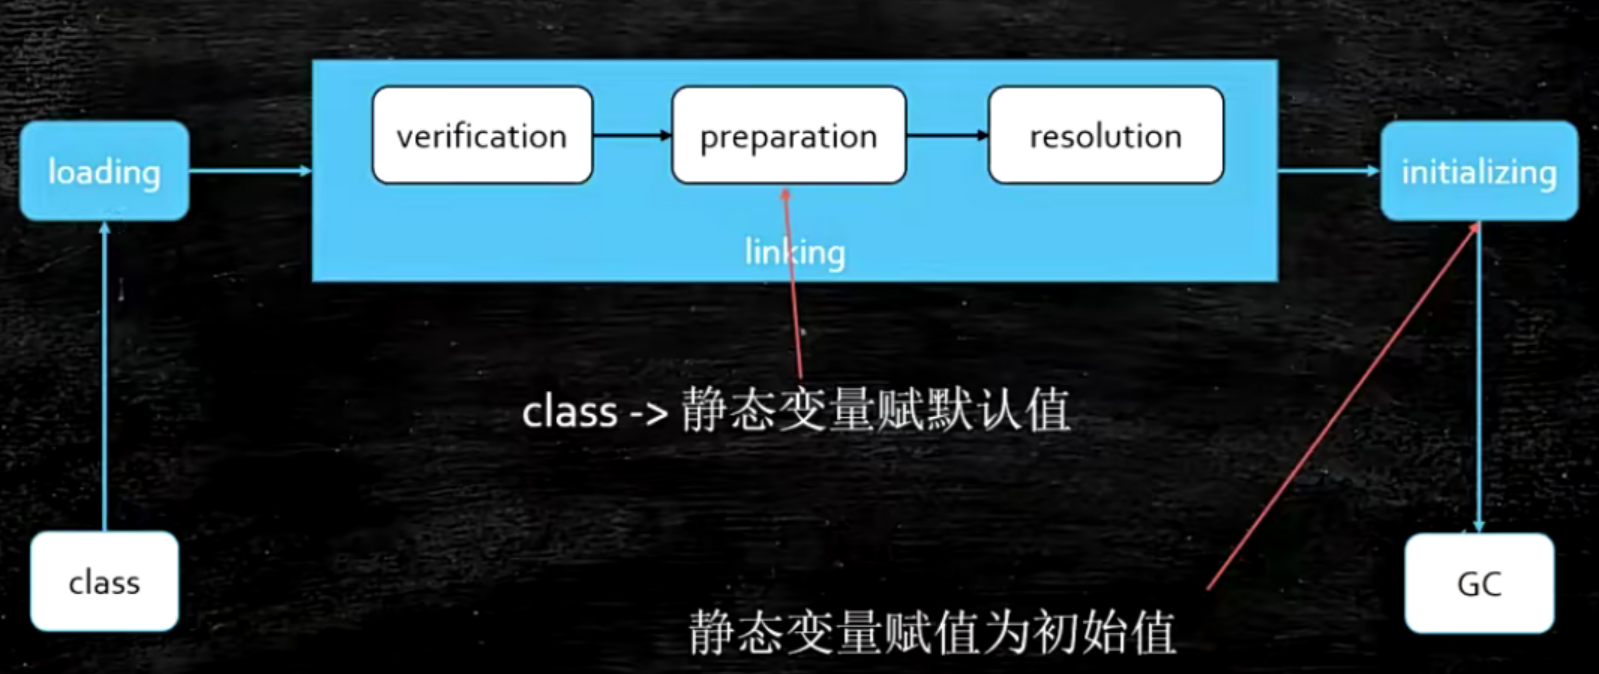 verification
preparation
resolution
loading
initializing
linking
class -> 静态变量赋默认值
class
GC
静态变量赋值为初始值